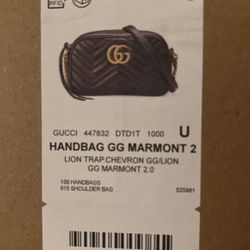 RFID
GUCCI 447632 DTD1T 1000 U
HANDBAG GG MARMONT 2
LION TRAP.CHEVRON GG/LION
GG MARMONT 2.0
100 HANDBAGS
015 SHOULDER BAG 520981